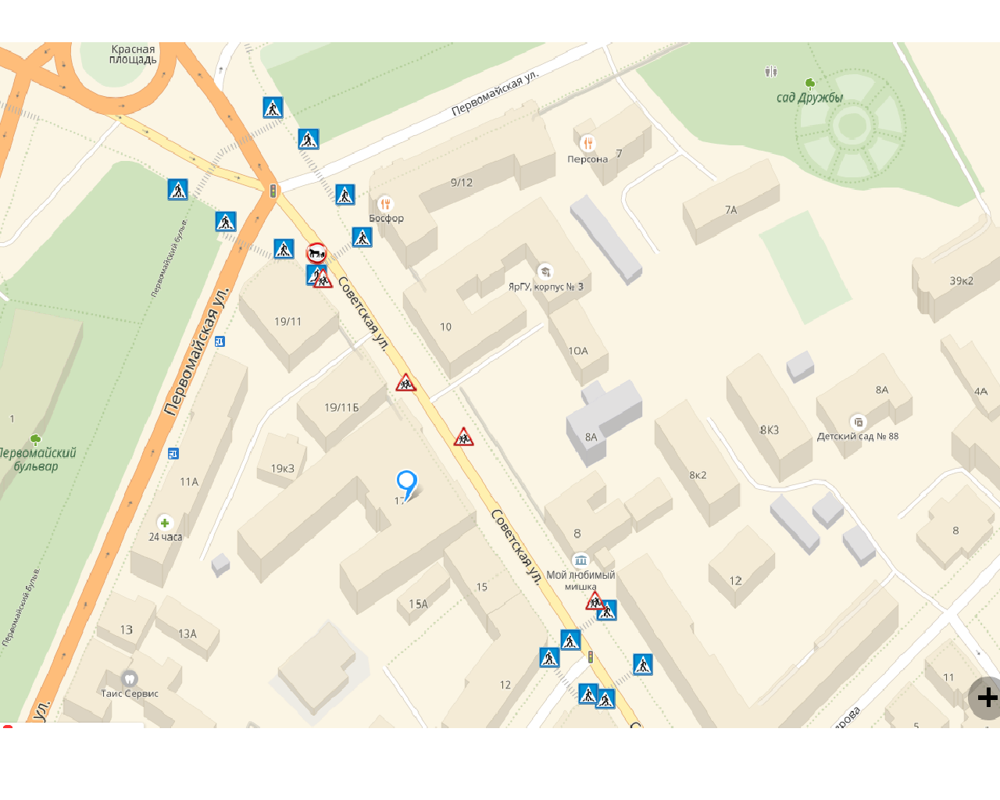 Красная
площадь
Первомайская ул.
сад Дружбы
Персона
7
9/12
7А
Босфор
Первомайский бульв.
ЯрГУ, корпус № 3
39к2
Советская ул.
19/11
10
Первомайская ул.
10А
8А
4А
19/11Б
1
8К3
Детский сад № 88
8А
Первомайский
бульвар
19к3
8к2
11А
17
Советская ул.
8
8
24 часа
Мой любимый
мишка
12
15
15А
Первомайский бульв.
13
13А
11
12
Таис Сервис
ул.
5